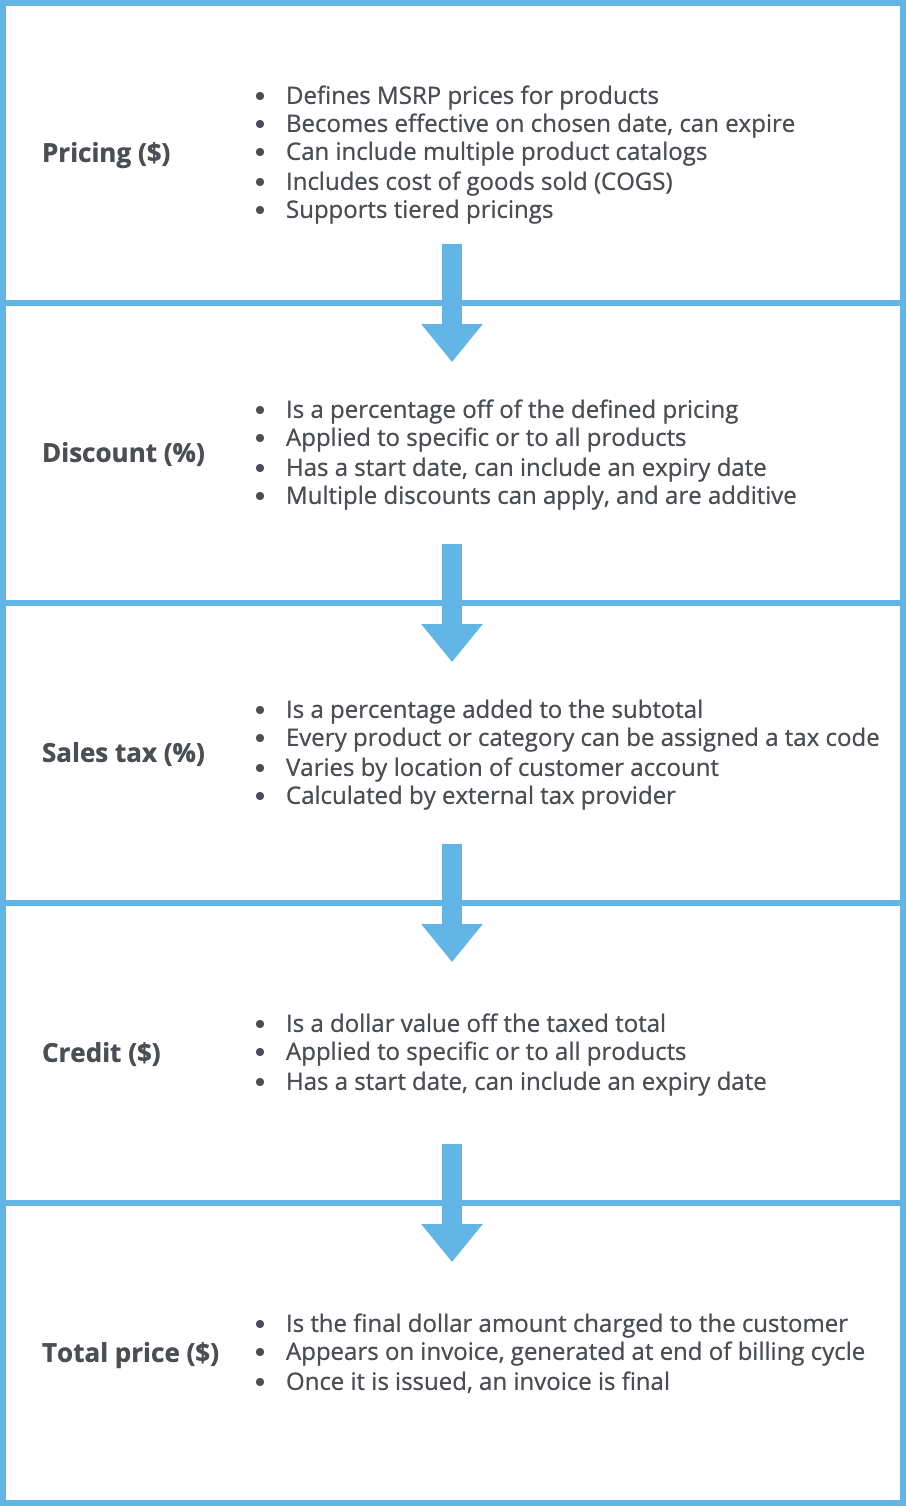 Pricing ($)
• Defines MSRP prices for products
• Becomes effective on chosen date, can expire
• Can include multiple product catalogs
• Includes cost of goods sold (COGS)
• Supports tiered pricings
Discount (%)
• Is a percentage off of the defined pricing
• Applied to specific or to all products
• Has a start date, can include an expiry date
• Multiple discounts can apply, and are additive
Sales tax (%)
• Is a percentage added to the subtotal
• Every product or category can be assigned a tax code
• Varies by location of customer account
• Calculated by external tax provider
Credit ($)
• Is a dollar value off the taxed total
• Applied to specific or to all products
• Has a start date, can include an expiry date
Total price ($)
• Is the final dollar amount charged to the customer
• Appears on invoice, generated at end of billing cycle
• Once it is issued, an invoice is final